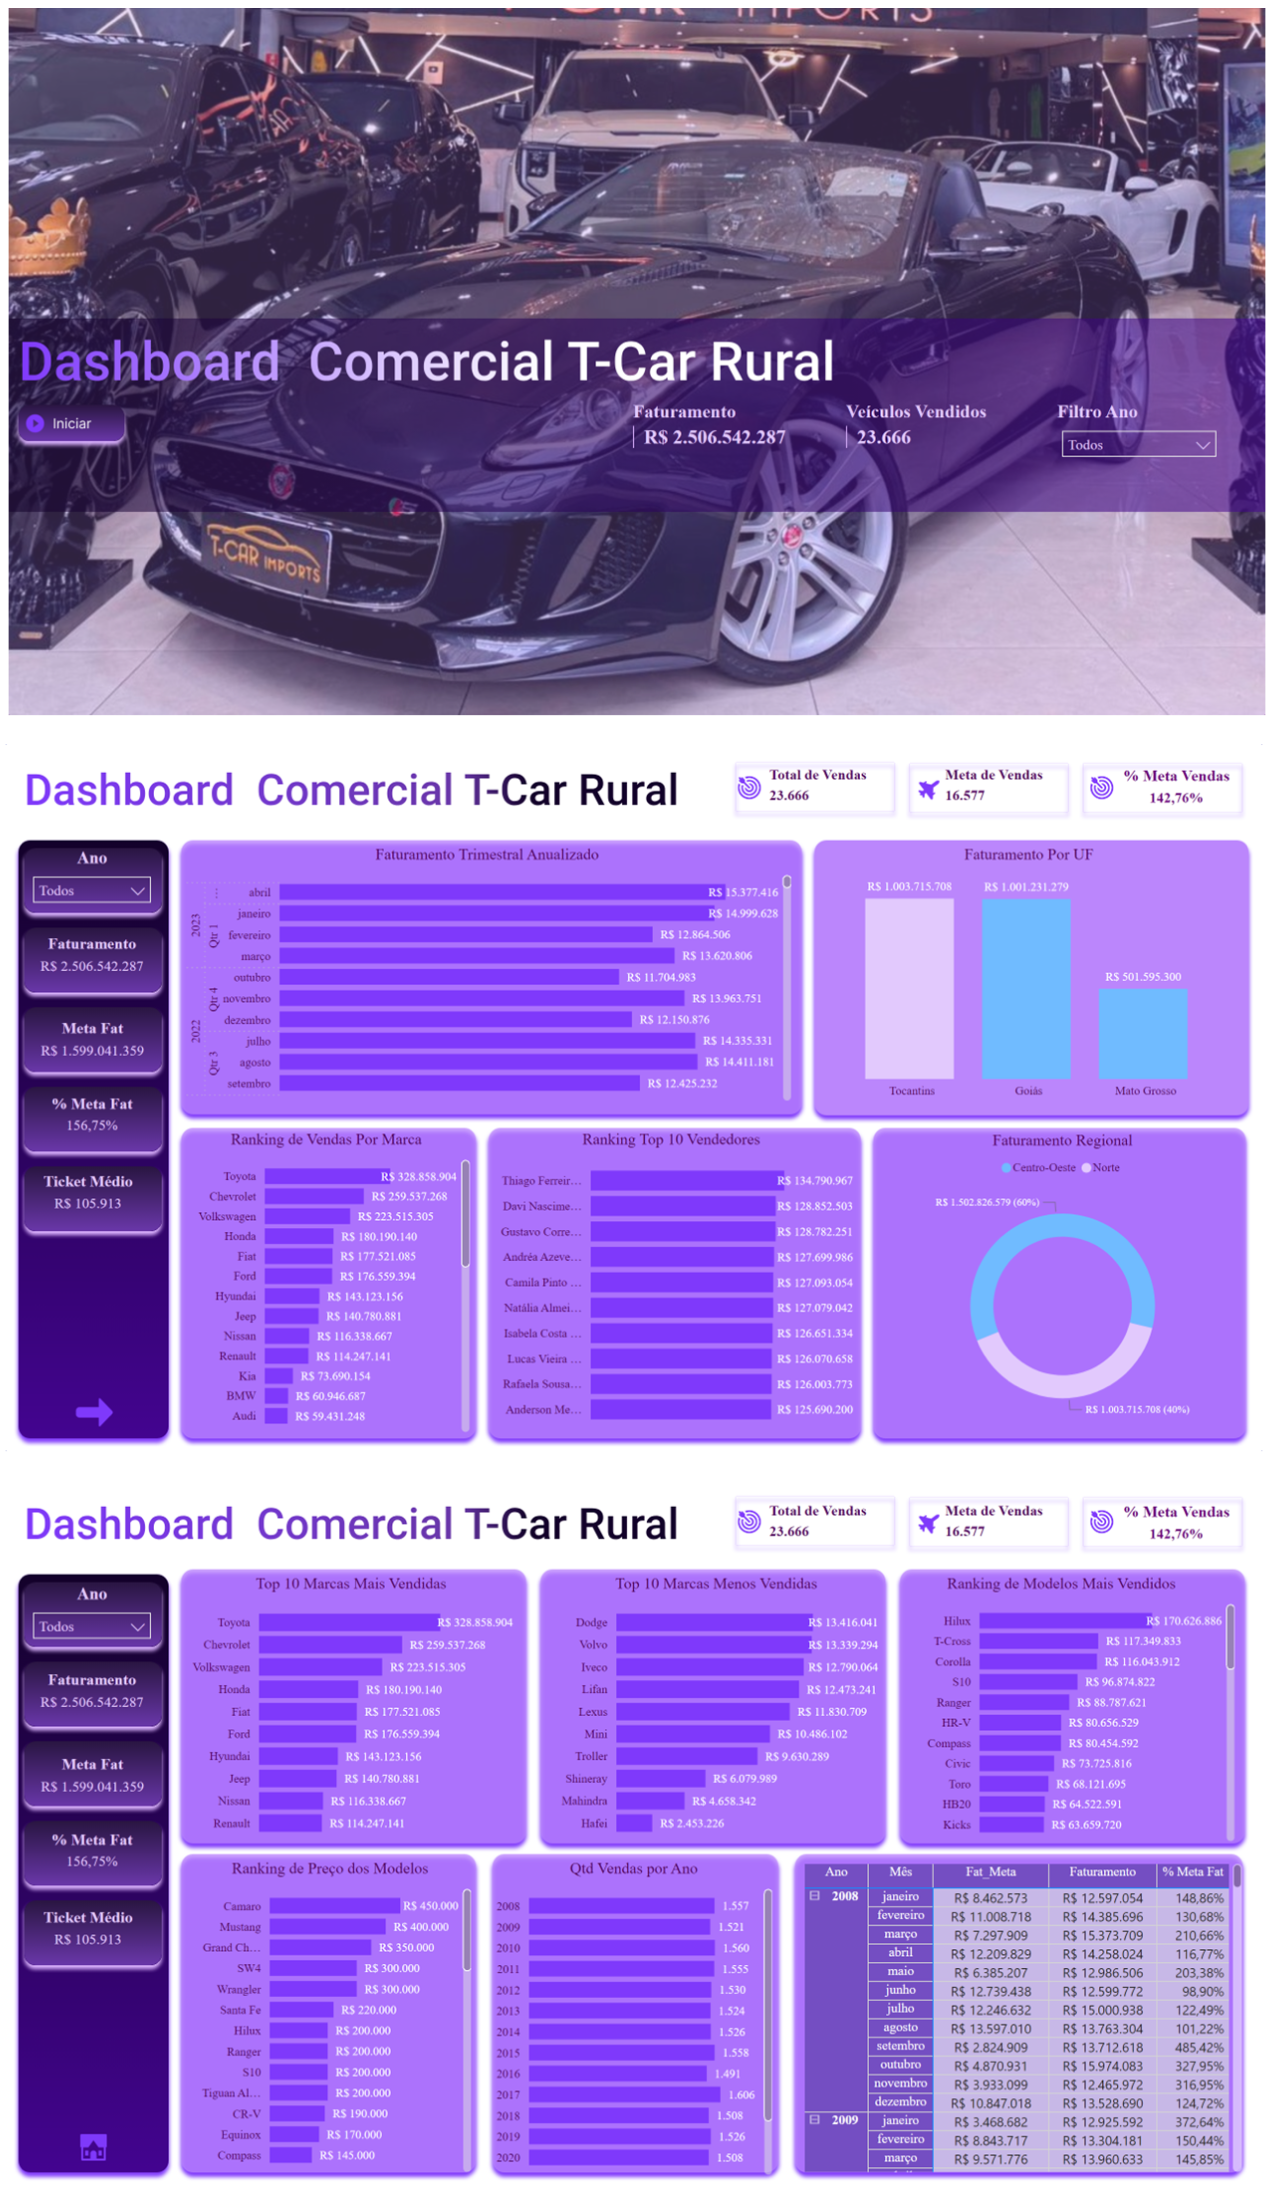 IMPORTS
Dashboard Comercial T-Car Rural
Iniciar
Faturamento
R$ 2.506.542.287
Veículos Vendidos
23.666
Filtro Ano
Todos
T-CAR IMPORTS
Dashboard Comercial T-Car Rural
Total de Vendas
23.666
Meta de Vendas
16.577
% Meta Vendas
142,76%
Ano
Todos
Faturamento
R$ 2.506.542.287
Meta Fat
R$ 1.599.041.359
% Meta Fat
156,75%
Ticket Médio
R$ 105.913
Faturamento Trimestral Anualizado
2023
... abril R$ 15.377.416
Qtr 1
janeiro R$ 14.999.628
fevereiro R$ 12.864.506
março R$ 13.620.806
2022
Qtr 4
outubro R$ 11.704.983
novembro R$ 13.963.751
dezembro R$ 12.150.876
Qtr 3
julho R$ 14.335.331
agosto R$ 14.411.181
setembro R$ 12.425.232
Faturamento Por UF
R$ 1.003.715.708 R$ 1.001.231.279
R$ 501.595.300
Tocantins Goiás Mato Grosso
Ranking de Vendas Por Marca
Toyota R$ 328.858.904
Chevrolet R$ 259.537.268
Volkswagen R$ 223.515.305
Honda R$ 180.190.140
Fiat R$ 177.521.085
Ford R$ 176.559.394
Hyundai R$ 143.123.156
Jeep R$ 140.780.881
Nissan R$ 116.338.667
Renault R$ 114.247.141
Kia R$ 73.690.154
BMW R$ 60.946.687
Audi R$ 59.431.248
Ranking Top 10 Vendedores
Thiago Ferreir... R$ 134.790.967
Davi Nascime... R$ 128.852.503
Gustavo Corre... R$ 128.782.251
Andréa Azeve... R$ 127.699.986
Camila Pinto ... R$ 127.093.054
Natália Almei... R$ 127.079.042
Isabela Costa ... R$ 126.651.334
Lucas Vieira ... R$ 126.070.658
Rafaela Sousa... R$ 126.003.773
Anderson Me... R$ 125.690.200
Faturamento Regional
Centro-Oeste Norte
R$ 1.502.826.579 (60%)
R$ 1.003.715.708 (40%)
Dashboard Comercial T-Car Rural
Total de Vendas
23.666
Meta de Vendas
16.577
% Meta Vendas
142,76%
Ano
Todos
Faturamento
R$ 2.506.542.287
Meta Fat
R$ 1.599.041.359
% Meta Fat
156,75%
Ticket Médio
R$ 105.913
Top 10 Marcas Mais Vendidas
Toyota R$ 328.858.904
Chevrolet R$ 259.537.268
Volkswagen R$ 223.515.305
Honda R$ 180.190.140
Fiat R$ 177.521.085
Ford R$ 176.559.394
Hyundai R$ 143.123.156
Jeep R$ 140.780.881
Nissan R$ 116.338.667
Renault R$ 114.247.141
Top 10 Marcas Menos Vendidas
Dodge R$ 13.416.041
Volvo R$ 13.339.294
Iveco R$ 12.790.064
Lifan R$ 12.473.241
Lexus R$ 11.830.709
Mini R$ 10.486.102
Troller R$ 9.630.289
Shineray R$ 6.079.989
Mahindra R$ 4.658.342
Hafei R$ 2.453.226
Ranking de Modelos Mais Vendidos
Hilux R$ 170.626.886
T-Cross R$ 117.349.833
Corolla R$ 116.043.912
S10 R$ 96.874.822
Ranger R$ 88.787.621
HR-V R$ 80.656.529
Compass R$ 80.454.592
Civic R$ 73.725.816
Toro R$ 68.121.695
HB20 R$ 64.522.591
Kicks R$ 63.659.720
Ranking de Preço dos Modelos
Camaro R$ 450.000
Mustang R$ 400.000
Grand Ch... R$ 350.000
SW4 R$ 300.000
Wrangler R$ 300.000
Santa Fe R$ 220.000
Hilux R$ 200.000
Ranger R$ 200.000
S10 R$ 200.000
Tiguan Al... R$ 200.000
CR-V R$ 190.000
Equinox R$ 170.000
Compass R$ 145.000
Qtd Vendas por Ano
2008 1.557
2009 1.521
2010 1.560
2011 1.555
2012 1.530
2013 1.524
2014 1.526
2015 1.558
2016 1.491
2017 1.606
2018 1.508
2019 1.526
2020 1.508
Ano Mês Fat_Meta Faturamento % Meta Fat
2008 janeiro R$ 8.462.573 R$ 12.597.054 148,86%
fevereiro R$ 11.008.718 R$ 14.385.696 130,68%
março R$ 7.297.909 R$ 15.373.709 210,66%
abril R$ 12.209.829 R$ 14.258.024 116,77%
maio R$ 6.385.207 R$ 12.986.506 203,38%
junho R$ 12.739.438 R$ 12.599.772 98,90%
julho R$ 12.246.632 R$ 15.000.938 122,49%
agosto R$ 13.597.010 R$ 13.763.304 101,22%
setembro R$ 2.824.909 R$ 13.712.618 485,42%
outubro R$ 4.870.931 R$ 15.974.083 327,95%
novembro R$ 3.933.099 R$ 12.465.972 316,95%
dezembro R$ 10.847.018 R$ 13.528.690 124,72%
2009 janeiro R$ 3.468.682 R$ 12.925.592 372,64%
fevereiro R$ 8.843.717 R$ 13.304.181 150,44%
março R$ 9.571.776 R$ 13.960.633 145,85%